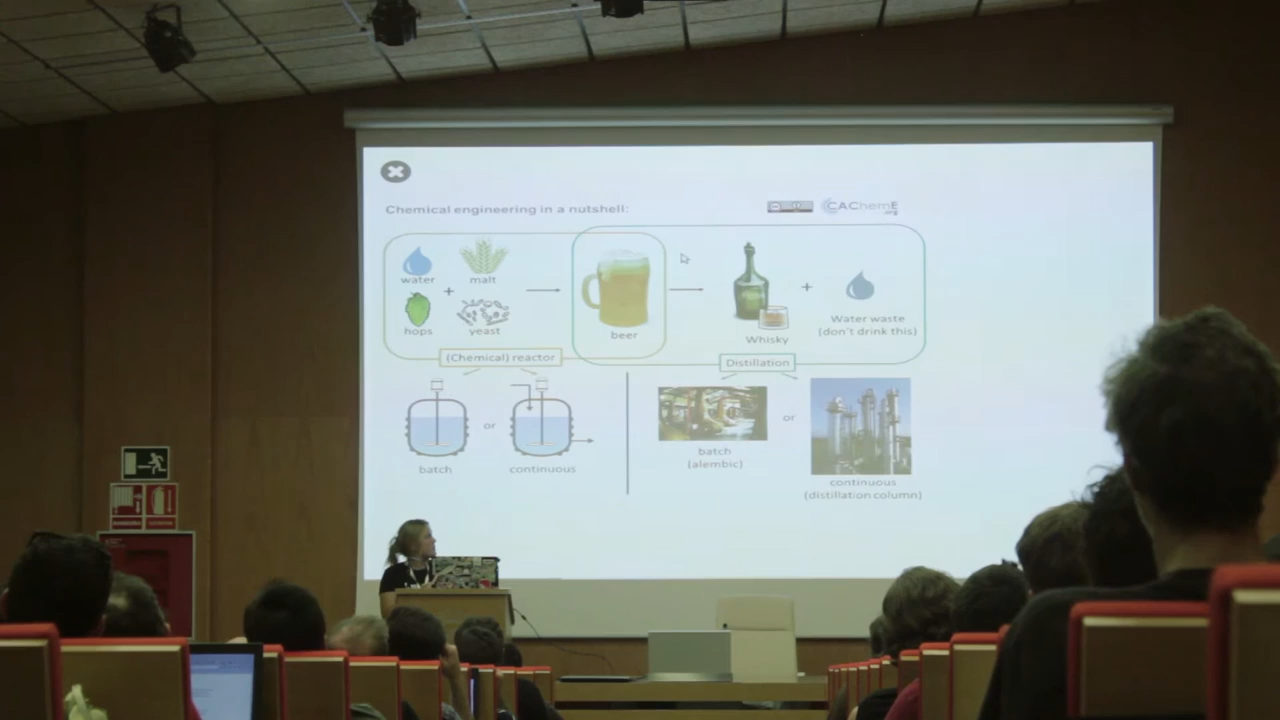 Chemical engineering in a nutshell:
CAChemE
.org
water
malt
+
hops
yeast
beer
Whisky
+
Water waste
(don't drink this)
(Chemical) reactor
Distillation
or
batch
continuous
or
batch
(alembic)
continuous
(distillation column)